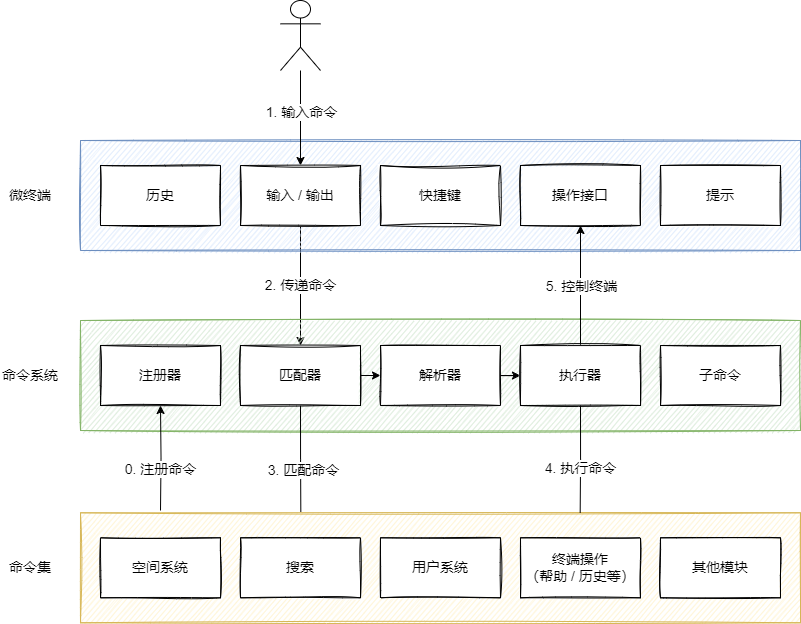 1. 输入命令
微终端
历史
输入 / 输出
快捷键
操作接口
提示
2. 传递命令
5. 控制终端
命令系统
注册器
匹配器
解析器
执行器
子命令
0. 注册命令
3. 匹配命令
4. 执行命令
命令集
空间系统
搜索
用户系统
终端操作
（帮助 / 历史等）
其他模块